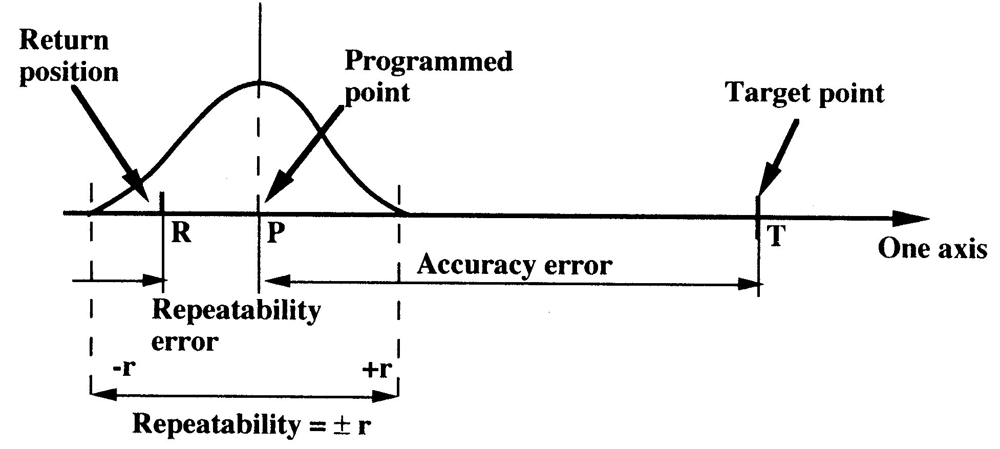 Return
position
Programmed
point
Target point
R
P
T
One axis
Accuracy error
Repeatability
error
-r
+r
Repeatability = ± r